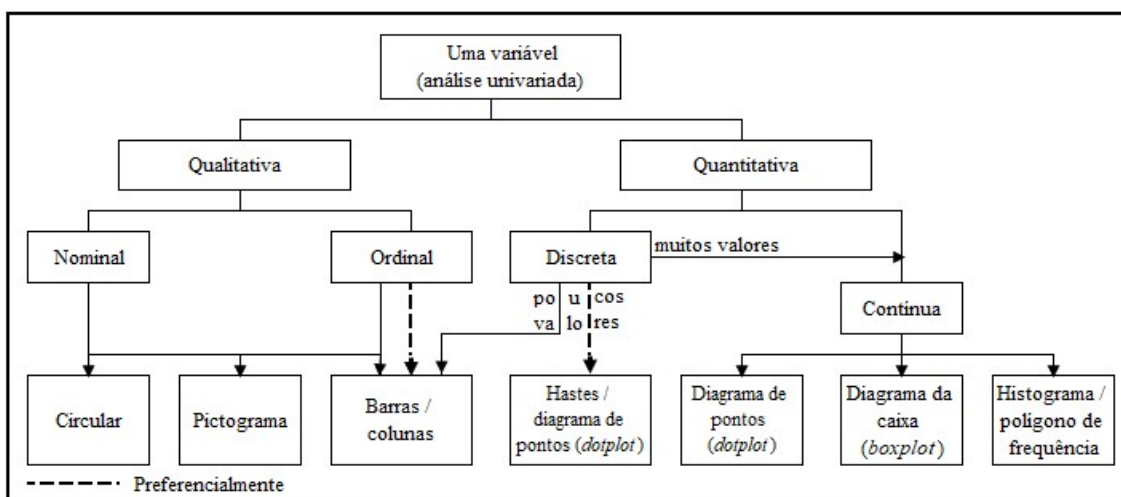 Uma variável
(análise univariada)
Qualitativa
Quantitativa
Nominal
Ordinal
Discreta
muitos valores
po u cos
va lo res
Contínua
Circular
Pictograma
Barras /
colunas
Hastes /
diagrama de
pontos (dotplot)
Diagrama de
pontos
(dotplot)
Diagrama da
caixa
(boxplot)
Histograma /
polígono de
frequência
Preferencialmente